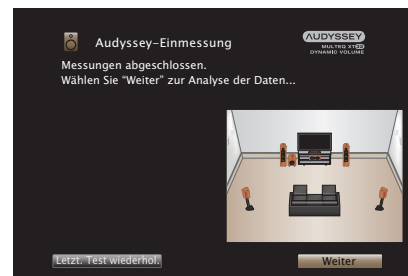 Audyssey-Einmessung
AUDYSSEY
MULTEQ XT32
DYNAMIC VOLUME
Messungen abgeschlossen.
Wählen Sie “Weiter” zur Analyse der Daten...
Letzt. Test wiederhol.
Weiter